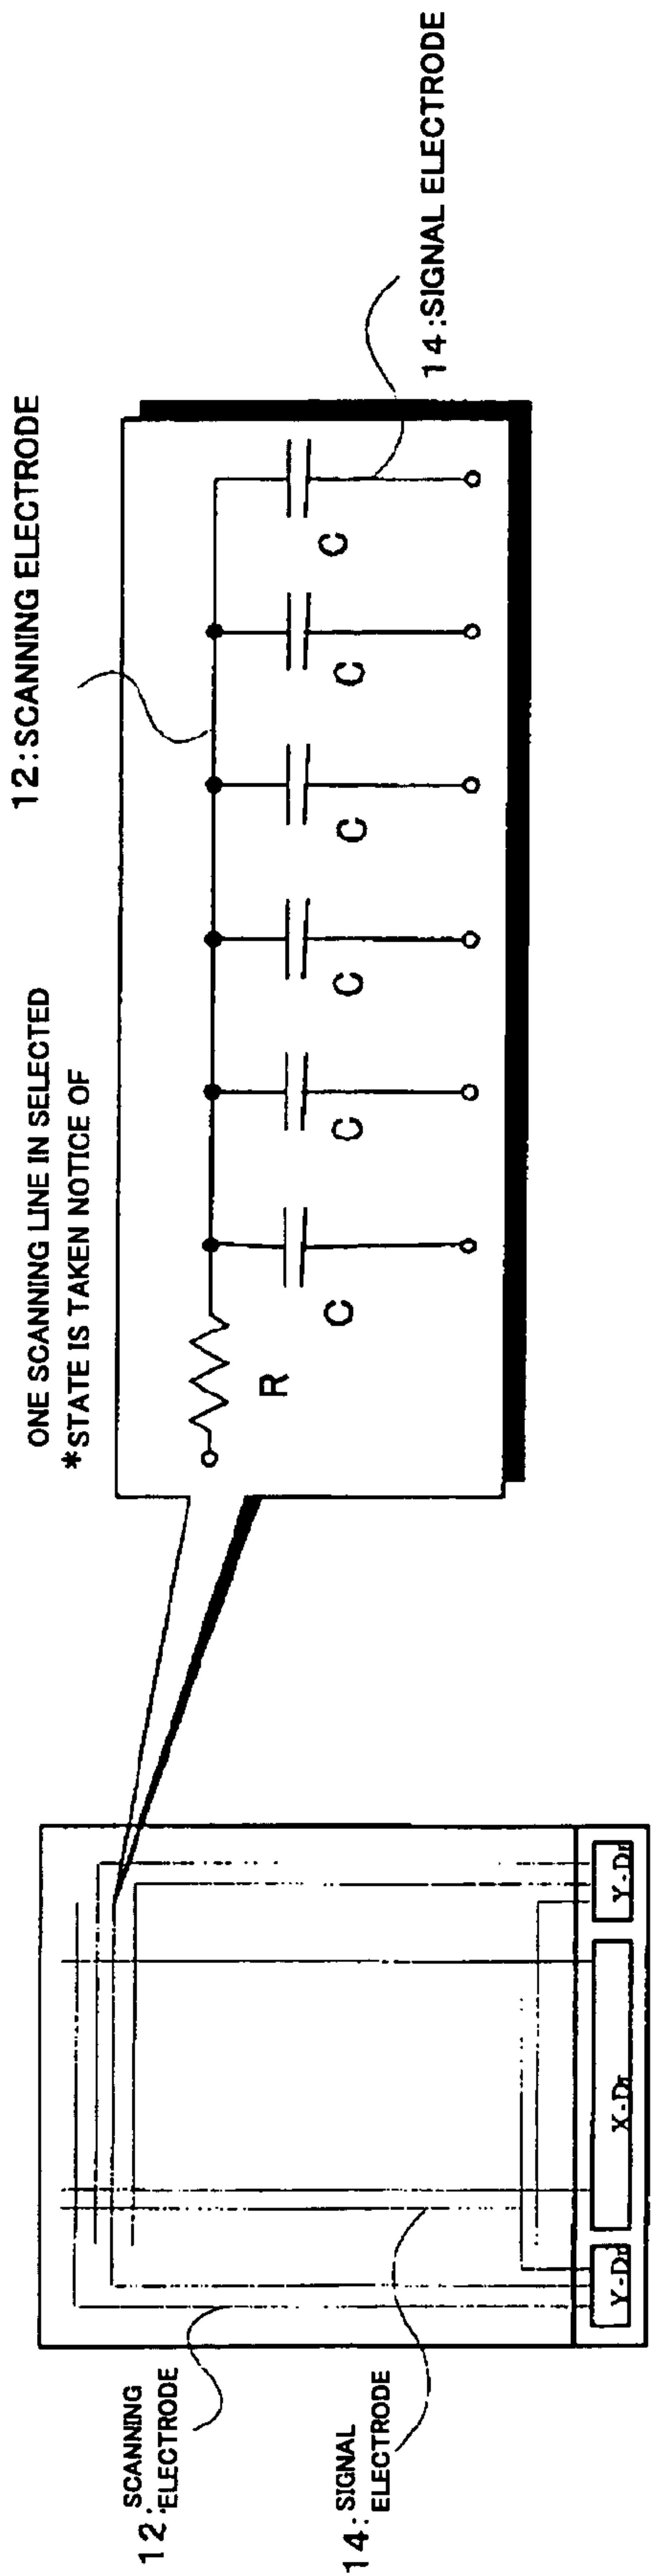 12:SCANNING ELECTRODE
ONE SCANNING LINE IN SELECTED
*STATE IS TAKEN NOTICE OF
R
C
C
C
C
C
C
14:SIGNAL ELECTRODE
12: SCANNING
ELECTRODE
14: SIGNAL
ELECTRODE
Y-Dr
X-Dr
Y-Dr